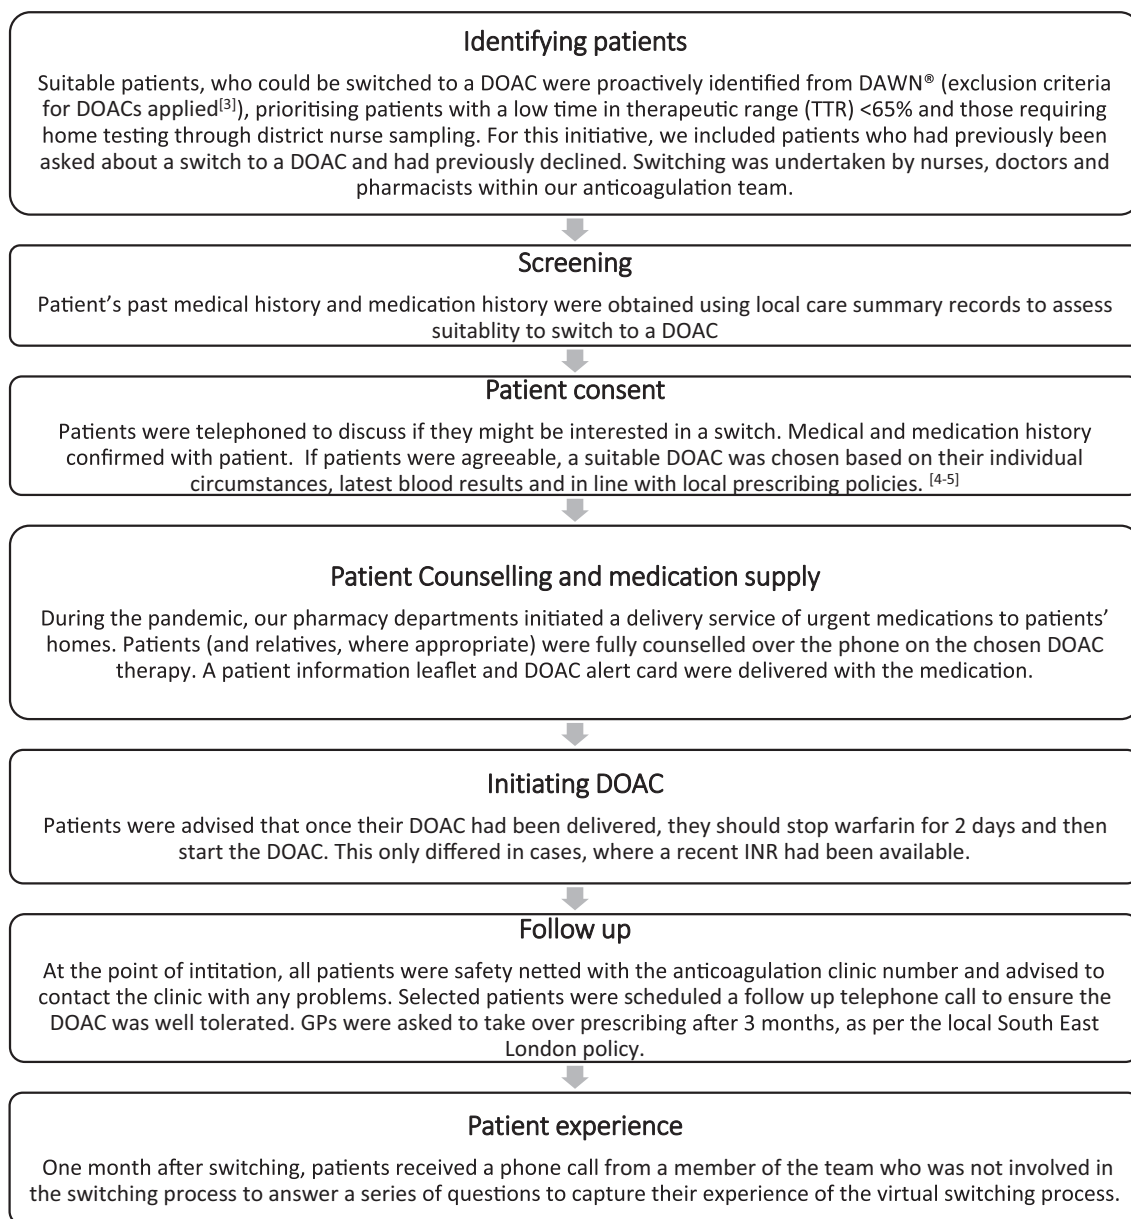 Identifying patients
Suitable patients, who could be switched to a DOAC were proactively identified from DAWN® (exclusion criteria
for DOACs applied[3]), prioritising patients with a low time in therapeutic range (TTR) <65% and those requiring
home testing through district nurse sampling. For this initiative, we included patients who had previously been
asked about a switch to a DOAC and had previously declined. Switching was undertaken by nurses, doctors and
pharmacists within our anticoagulation team.
Screening
Patient's past medical history and medication history were obtained using local care summary records to assess
suitablity to switch to a DOAC
Patient consent
Patients were telephoned to discuss if they might be interested in a switch. Medical and medication history
confirmed with patient. If patients were agreeable, a suitable DOAC was chosen based on their individual
circumstances, latest blood results and in line with local prescribing policies. [4-5]
Patient Counselling and medication supply
During the pandemic, our pharmacy departments initiated a delivery service of urgent medications to patients'
homes. Patients (and relatives, where appropriate) were fully counselled over the phone on the chosen DOAC
therapy. A patient information leaflet and DOAC alert card were delivered with the medication.
Initiating DOAC
Patients were advised that once their DOAC had been delivered, they should stop warfarin for 2 days and then
start the DOAC. This only differed in cases, where a recent INR had been available.
Follow up
At the point of intitation, all patients were safety netted with the anticoagulation clinic number and advised to
contact the clinic with any problems. Selected patients were scheduled a follow up telephone call to ensure the
DOAC was well tolerated. GPs were asked to take over prescribing after 3 months, as per the local South East
London policy.
Patient experience
One month after switching, patients received a phone call from a member of the team who was not involved in
the switching process to answer a series of questions to capture their experience of the virtual switching process.